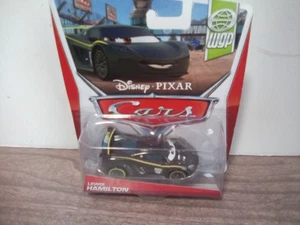 WGP
Disney · PIXAR
Cars
LEWIS
HAMILTON